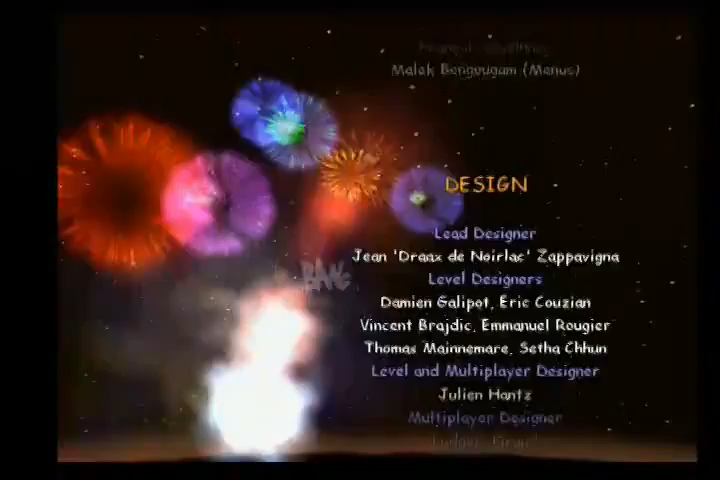 Malek Bengougam (Menus)
BANG
DESIGN
Lead Designer
Jean 'Draax de Noirlac' Zappavigna
Level Designers
Damien Galipot, Eric Couzian
Vincent Brajdic, Emmanuel Rougier
Thomas Mainnemare, Setha Chhun
Level and Multiplayer Designer
Julien Hantz
Multiplayer Designer